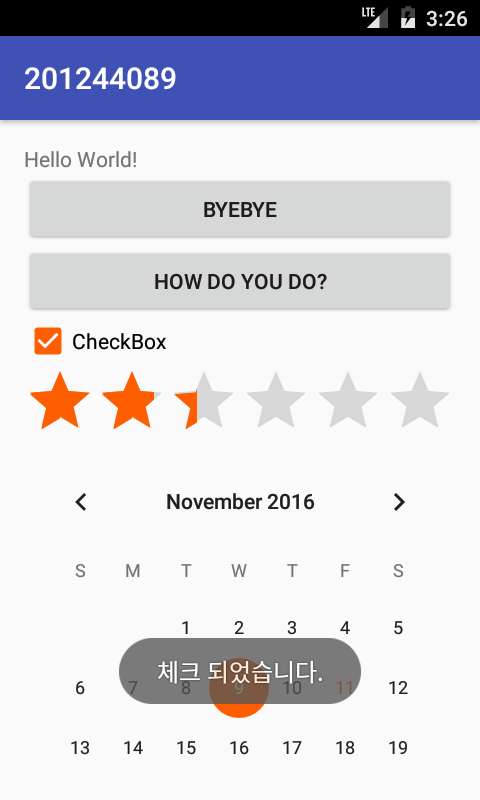 LTE 3:26
201244089
Hello World!
BYEBYE
HOW DO YOU DO?
CheckBox
November 2016
S M T W T F S
1 2 3 4 5
체크 되었습니다.
6 7 8 9 10 11 12
13 14 15 16 17 18 19